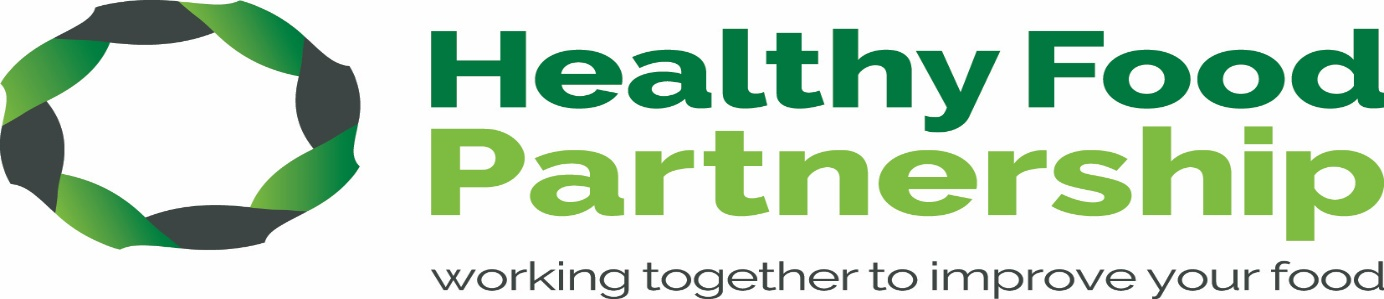 Healthy Food
Partnership
working together to improve your food